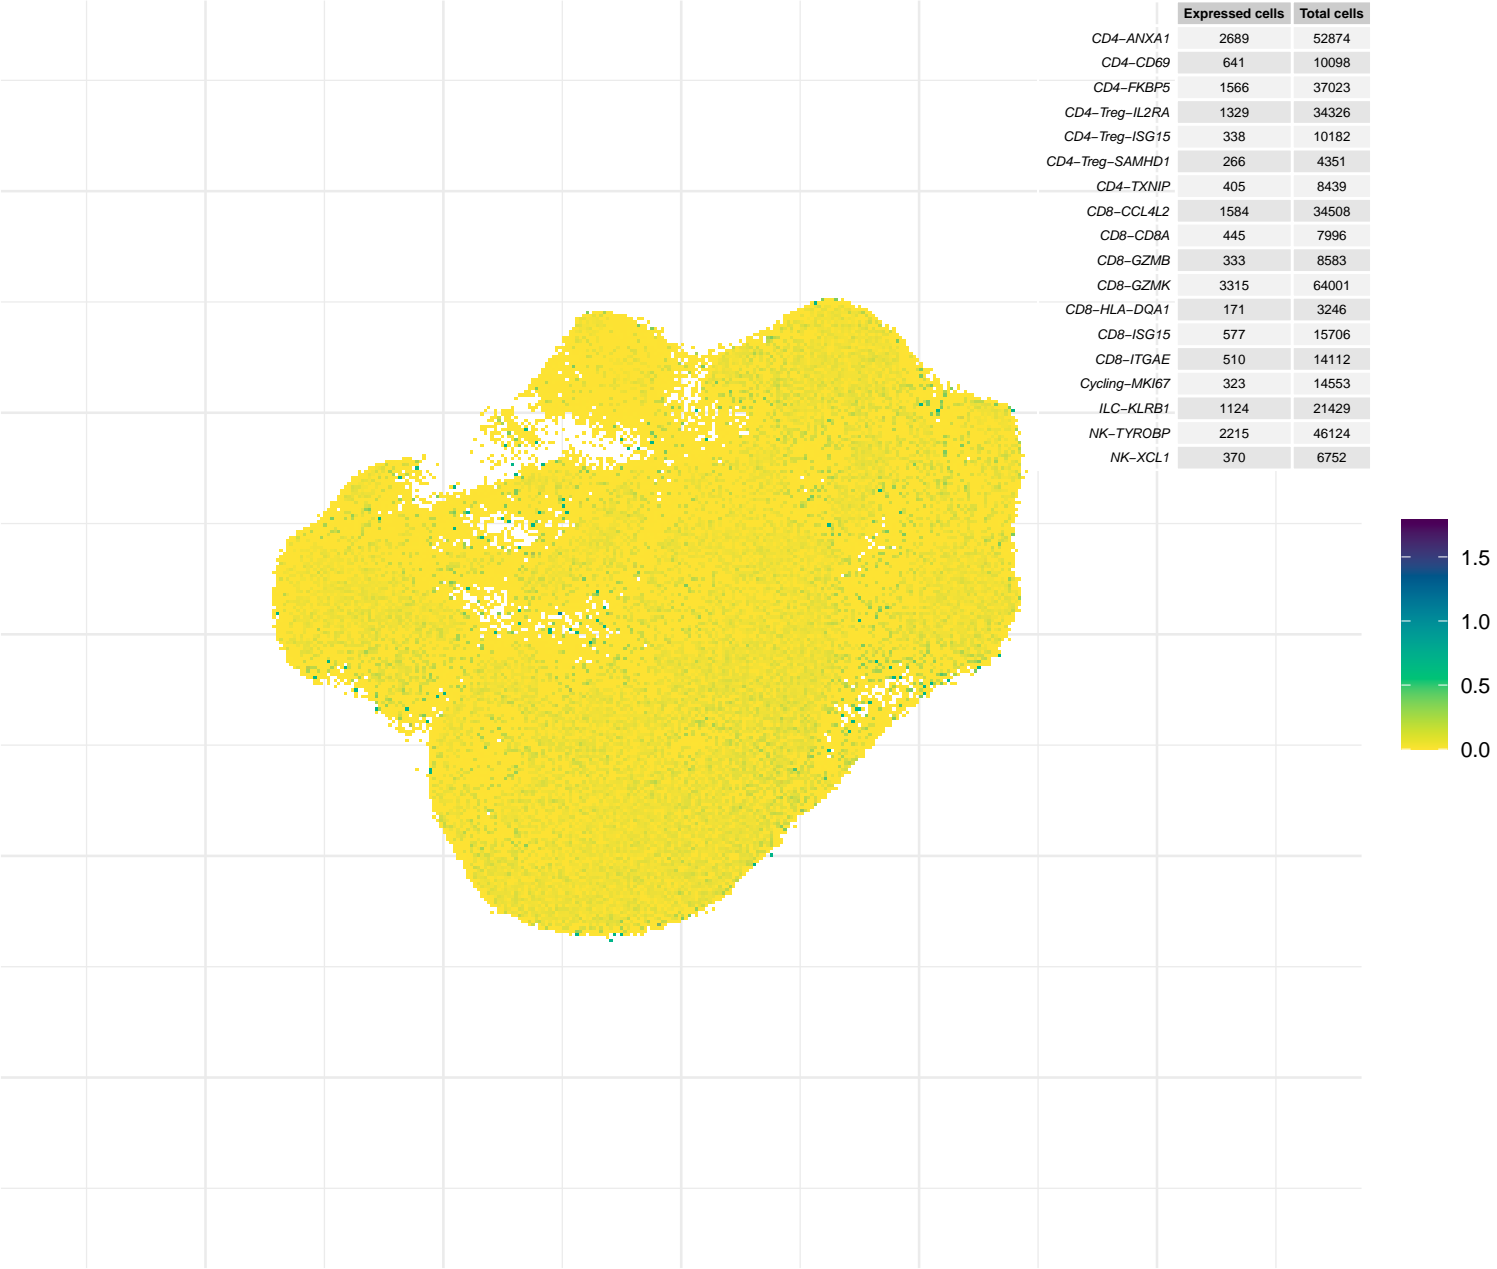 Expressed cells Total cells
CD4−ANXA1 2689 52874
CD4−CD69 641 10098
CD4−FKBP5 1566 37023
CD4−Treg−IL2RA 1329 34326
CD4−Treg−ISG15 338 10182
CD4−Treg−SAMHD1 266 4351
CD4−TXNIP 405 8439
CD8−CCL4L2 1584 34508
CD8−CD8A 445 7996
CD8−GZMB 333 8583
CD8−GZMK 3315 64001
CD8−HLA−DQA1 171 3246
CD8−ISG15 577 15706
CD8−ITGAE 510 14112
Cycling−MKI67 323 14553
ILC−KLRB1 1124 21429
NK−TYROBP 2215 46124
NK−XCL1 370 6752
1.5
1.0
0.5
0.0